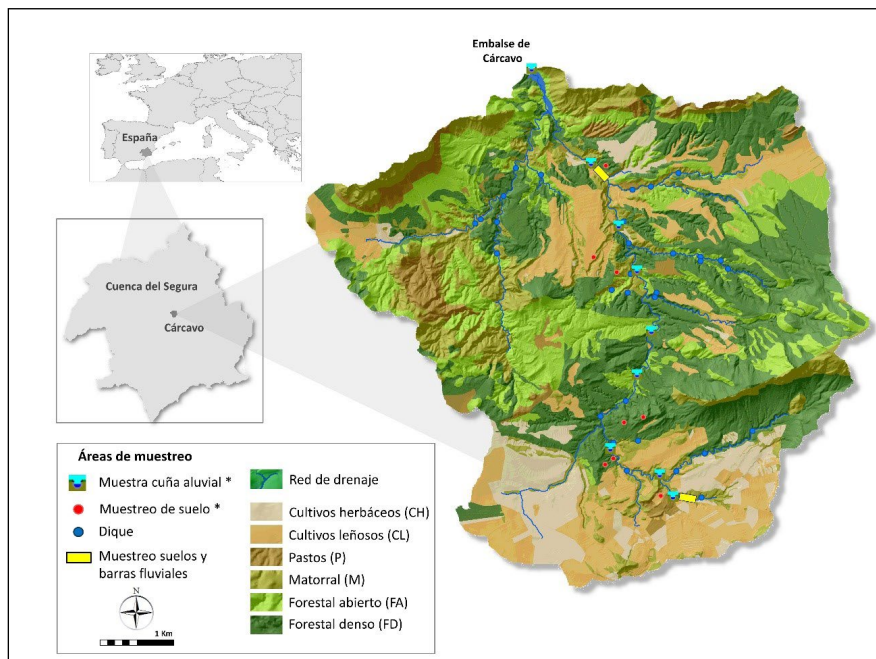 Embalse de
Cárcavo
España
Cuenca del Segura
Cárcavo
Áreas de muestreo
Muestra cuña aluvial *
Muestreo de suelo *
Dique
Muestreo suelos y
barras fluviales
N
1 Km
Red de drenaje
Cultivos herbáceos (CH)
Cultivos leñosos (CL)
Pastos (P)
Matorral (M)
Forestal abierto (FA)
Forestal denso (FD)